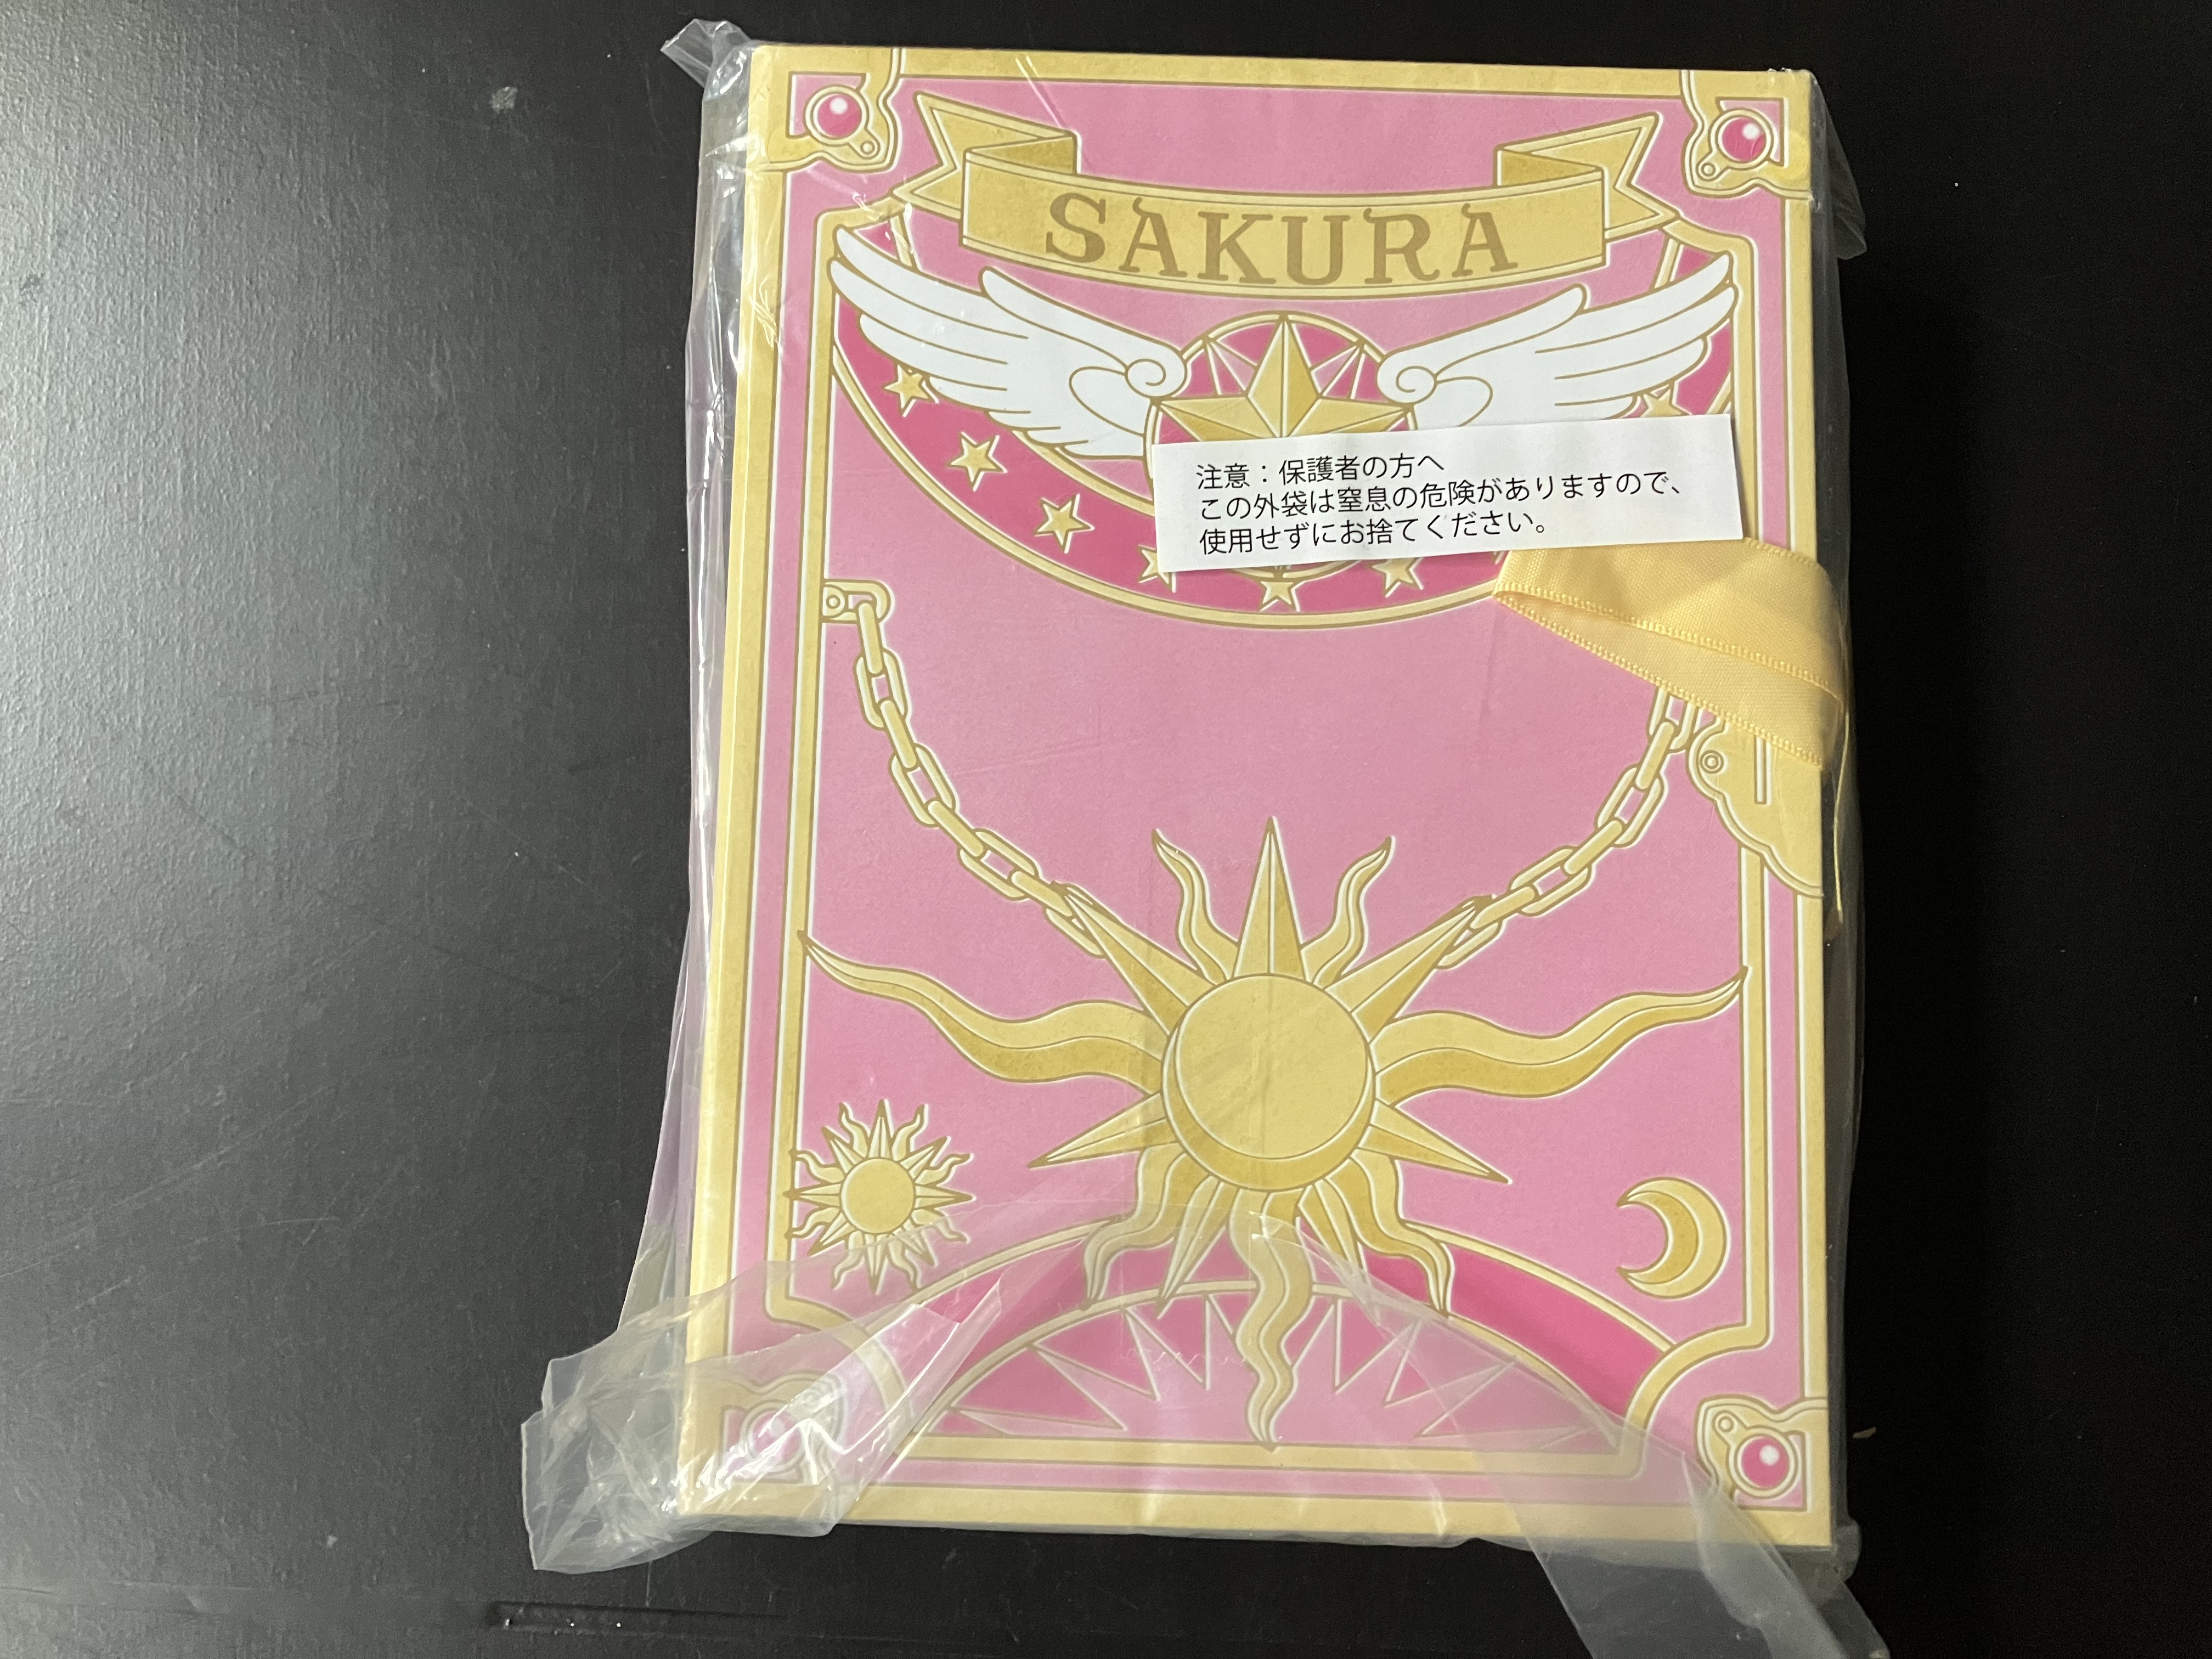 SAKURA
注意：保護者の方へ
この外袋は窒息の危険がありますので、
使用せずにお捨てください。